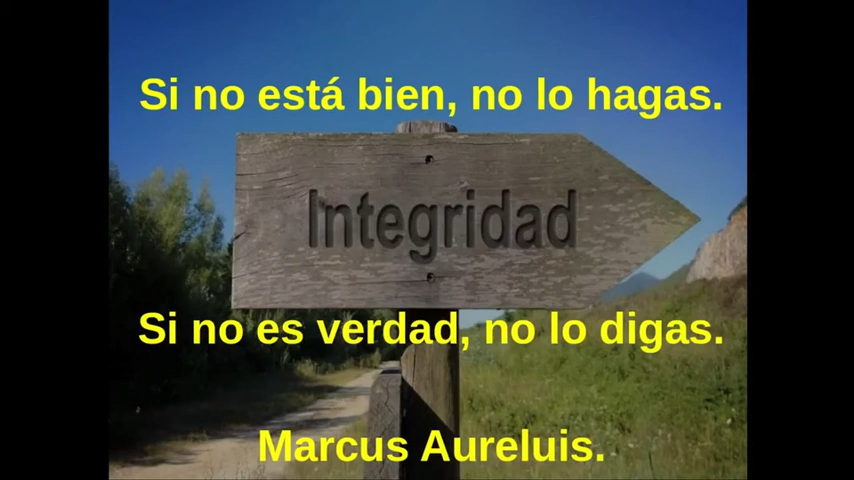 Si no está bien, no lo hagas.
Integridad
Si no es verdad, no lo digas.
Marcus Aureluis.